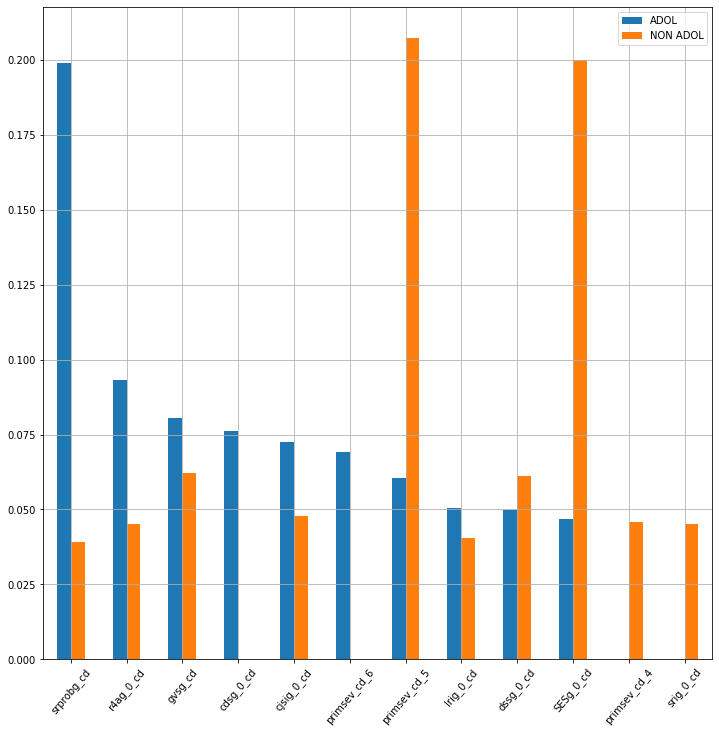 ADOL
NON ADOL
0.200
0.175
0.150
0.125
0.100
0.075
0.050
0.025
0.000
srprobg_cd
r4ag_0_cd
gvsg_cd
cdsg_0_cd
cjsig_0_cd
primsev_cd_6
primsev_cd_5
lrig_0_cd
dssg_0_cd
SESg_0_cd
primsev_cd_4
srig_0_cd